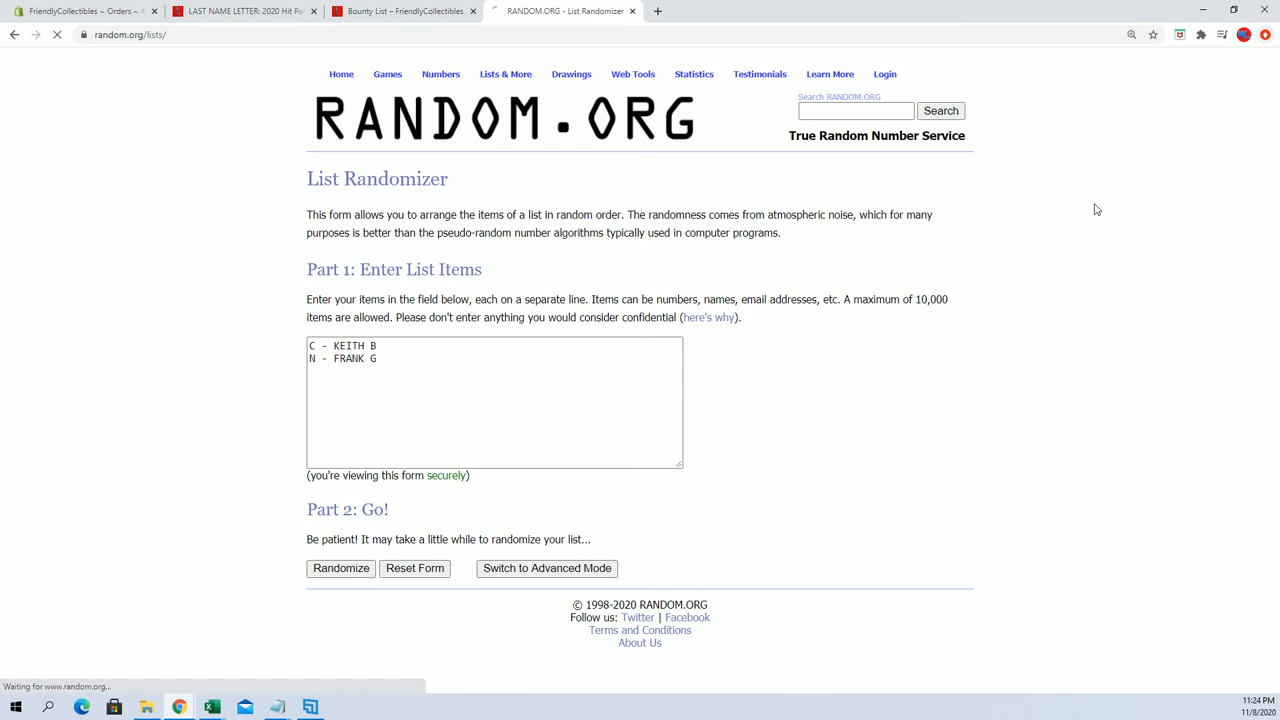 FriendlyCollectibles ~ Orders ~
LAST NAME LETTER: 2020 Hit Pa
Bounty List – FriendlyCollectibles
RANDOM.ORG - List Randomizer
random.org/lists/
Home Games Numbers Lists & More Drawings Web Tools Statistics Testimonials Learn More Login
RANDOM.ORG
Search RANDOM.ORG
Search
True Random Number Service
List Randomizer
This form allows you to arrange the items of a list in random order. The randomness comes from atmospheric noise, which for many
purposes is better than the pseudo-random number algorithms typically used in computer programs.
Part 1: Enter List Items
Enter your items in the field below, each on a separate line. Items can be numbers, names, email addresses, etc. A maximum of 10,000
items are allowed. Please don't enter anything you would consider confidential (here's why).
C - KEITH B
N - FRANK G
(you're viewing this form securely)
Part 2: Go!
Be patient! It may take a little while to randomize your list...
Randomize Reset Form Switch to Advanced Mode
© 1998-2020 RANDOM.ORG
Follow us: Twitter | Facebook
Terms and Conditions
About Us
Waiting for www.random.org...
11:24 PM
11/8/2020